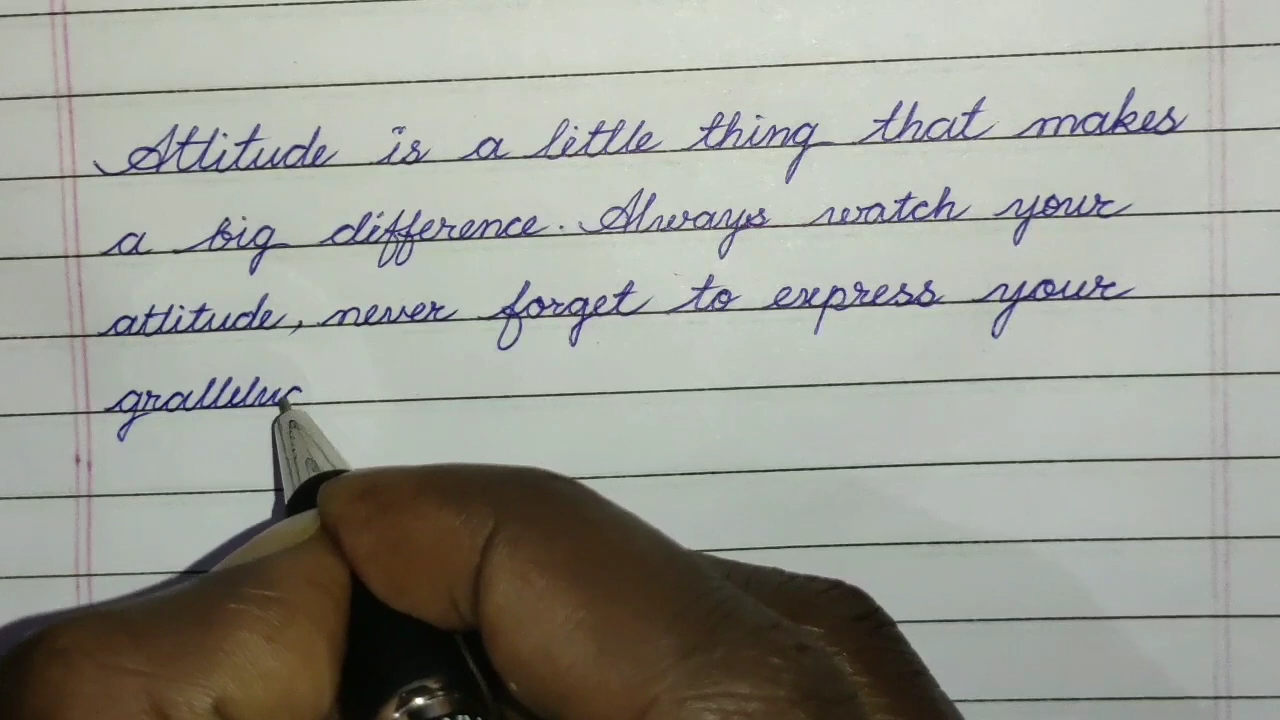 Attitude is a little thing that makes
a big difference. Always watch your
attitude, never forget to express your